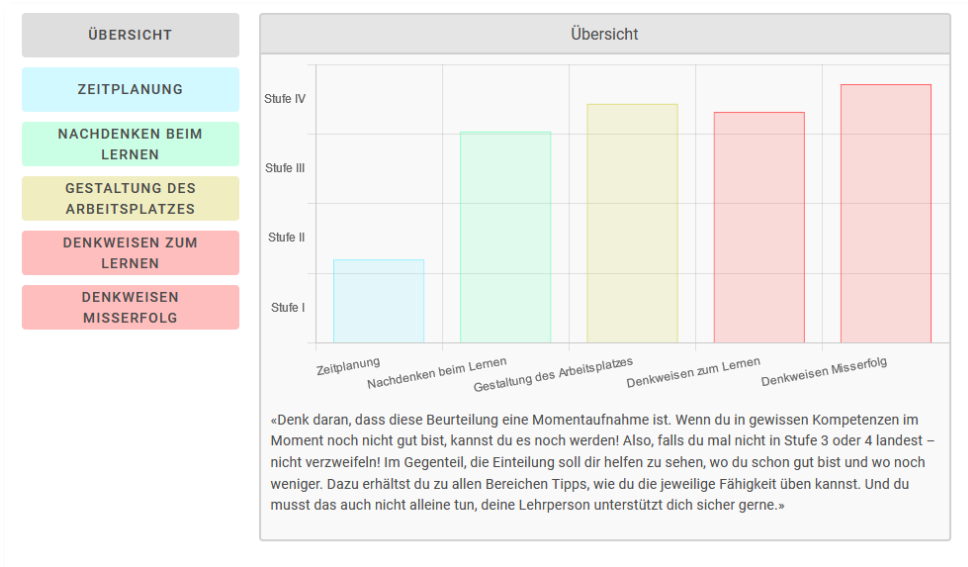 ÜBERSICHT
ZEITPLANUNG
NACHDENKEN BEIM
LERNEN
GESTALTUNG DES
ARBEITSPLATZES
DENKWEISEN ZUM
LERNEN
DENKWEISEN
MISSERFOLG
Übersicht
Stufe IV
Stufe III
Stufe II
Stufe I
Zeitplanung
Nachdenken beim Lernen
Gestaltung des Arbeitsplatzes
Denkweisen zum Lernen
Denkweisen Misserfolg
«Denk daran, dass diese Beurteilung eine Momentaufnahme ist. Wenn du in gewissen Kompetenzen im
Moment noch nicht gut bist, kannst du es noch werden! Also, falls du mal nicht in Stufe 3 oder 4 landest –
nicht verzweifeln! Im Gegenteil, die Einteilung soll dir helfen zu sehen, wo du schon gut bist und wo noch
weniger. Dazu erhältst du zu allen Bereichen Tipps, wie du die jeweilige Fähigkeit üben kannst. Und du
musst das auch nicht alleine tun, deine Lehrperson unterstützt dich sicher gerne.»